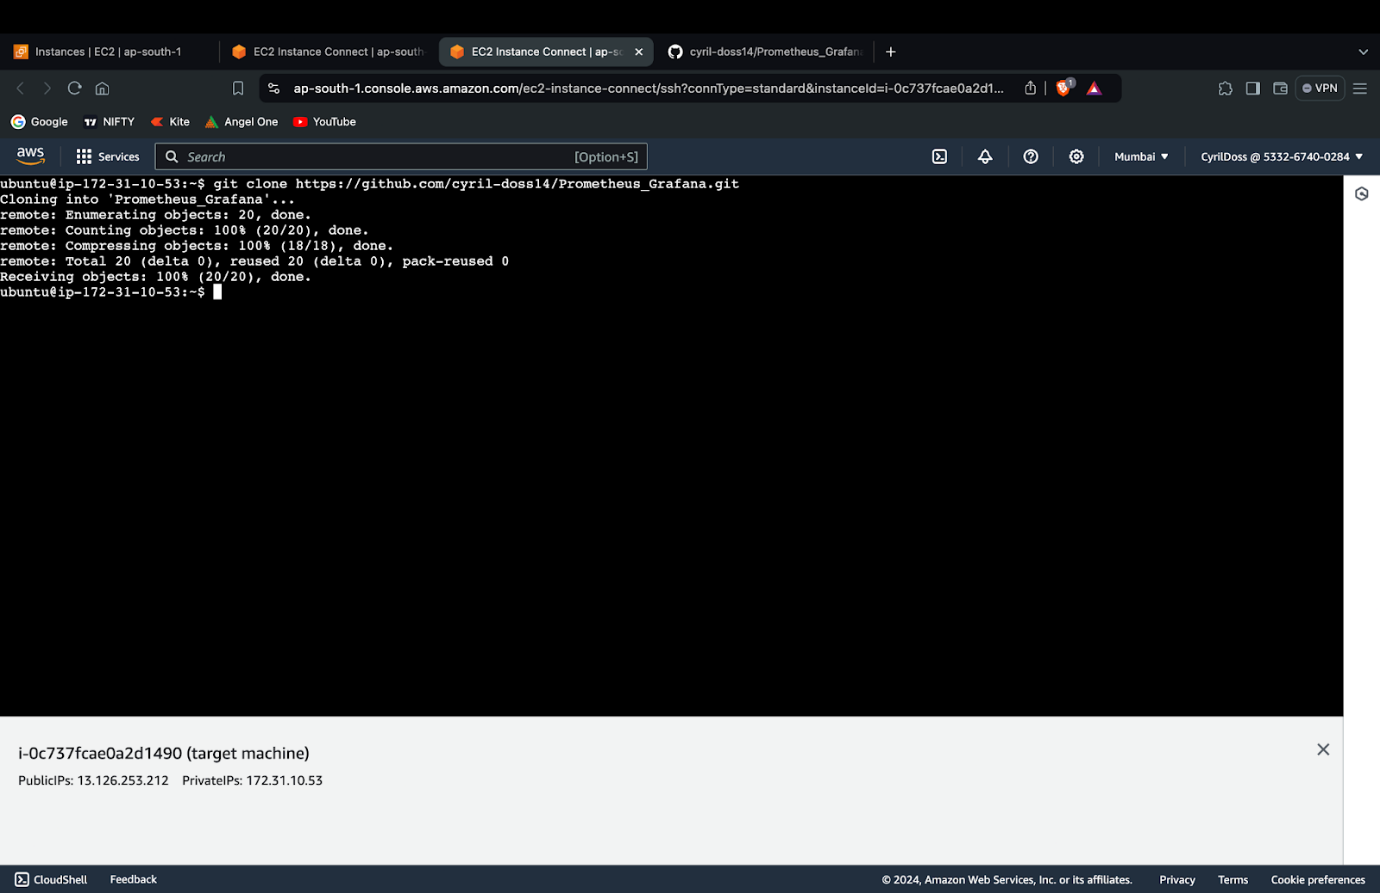 Instances | EC2 | ap-south-1
EC2 Instance Connect | ap-south-
EC2 Instance Connect | ap-sc
cyril-doss14/Prometheus_Grafana
ap-south-1.console.aws.amazon.com/ec2-instance-connect/ssh?connType=standard&instanceId=i-0c737fcae0a2d1...
1
VPN
Google
NIFTY
Kite
Angel One
YouTube
aws
Services
Search
[Option+S]
Mumbai
CyrilDoss @ 5332-6740-0284
ubuntu@ip-172-31-10-53:~$ git clone https://github.com/cyril-doss14/Prometheus_Grafana.git
Cloning into 'Prometheus_Grafana'...
remote: Enumerating objects: 20, done.
remote: Counting objects: 100% (20/20), done.
remote: Compressing objects: 100% (18/18), done.
remote: Total 20 (delta 0), reused 20 (delta 0), pack-reused 0
Receiving objects: 100% (20/20), done.
ubuntu@ip-172-31-10-53:~$
i-0c737fcae0a2d1490 (target machine)
PublicIPs: 13.126.253.212 PrivateIPs: 172.31.10.53
CloudShell
Feedback
© 2024, Amazon Web Services, Inc. or its affiliates.
Privacy
Terms
Cookie preferences